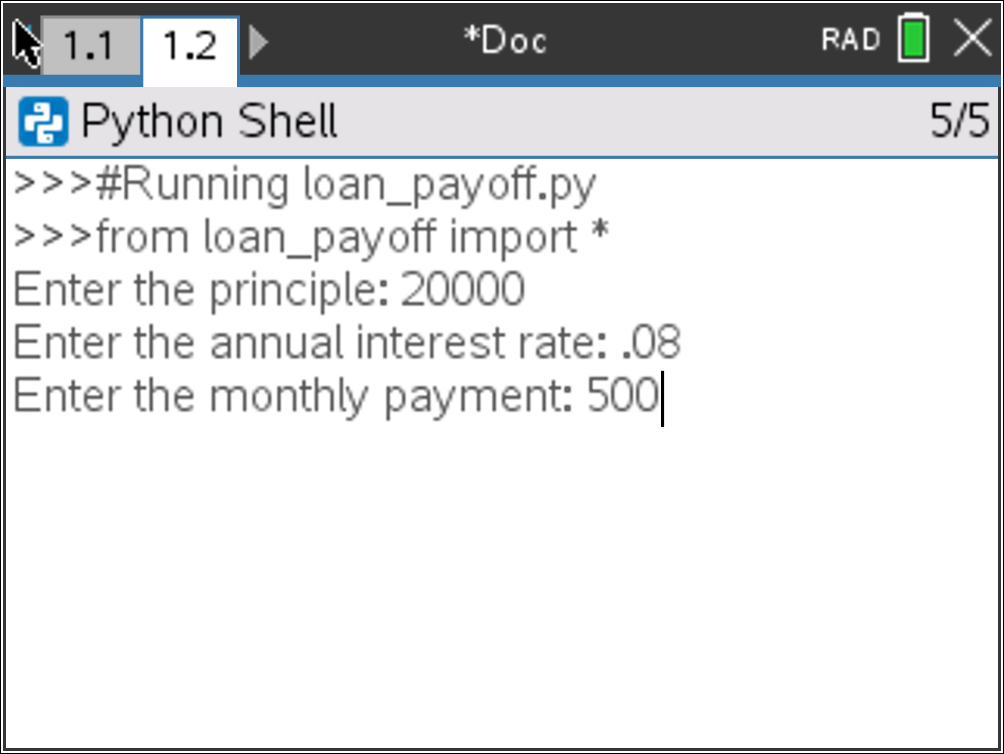 1.1 1.2 *Doc RAD
Python Shell 5/5
>>>#Running loan_payoff.py
>>>from loan_payoff import *
Enter the principle: 20000
Enter the annual interest rate: .08
Enter the monthly payment: 500